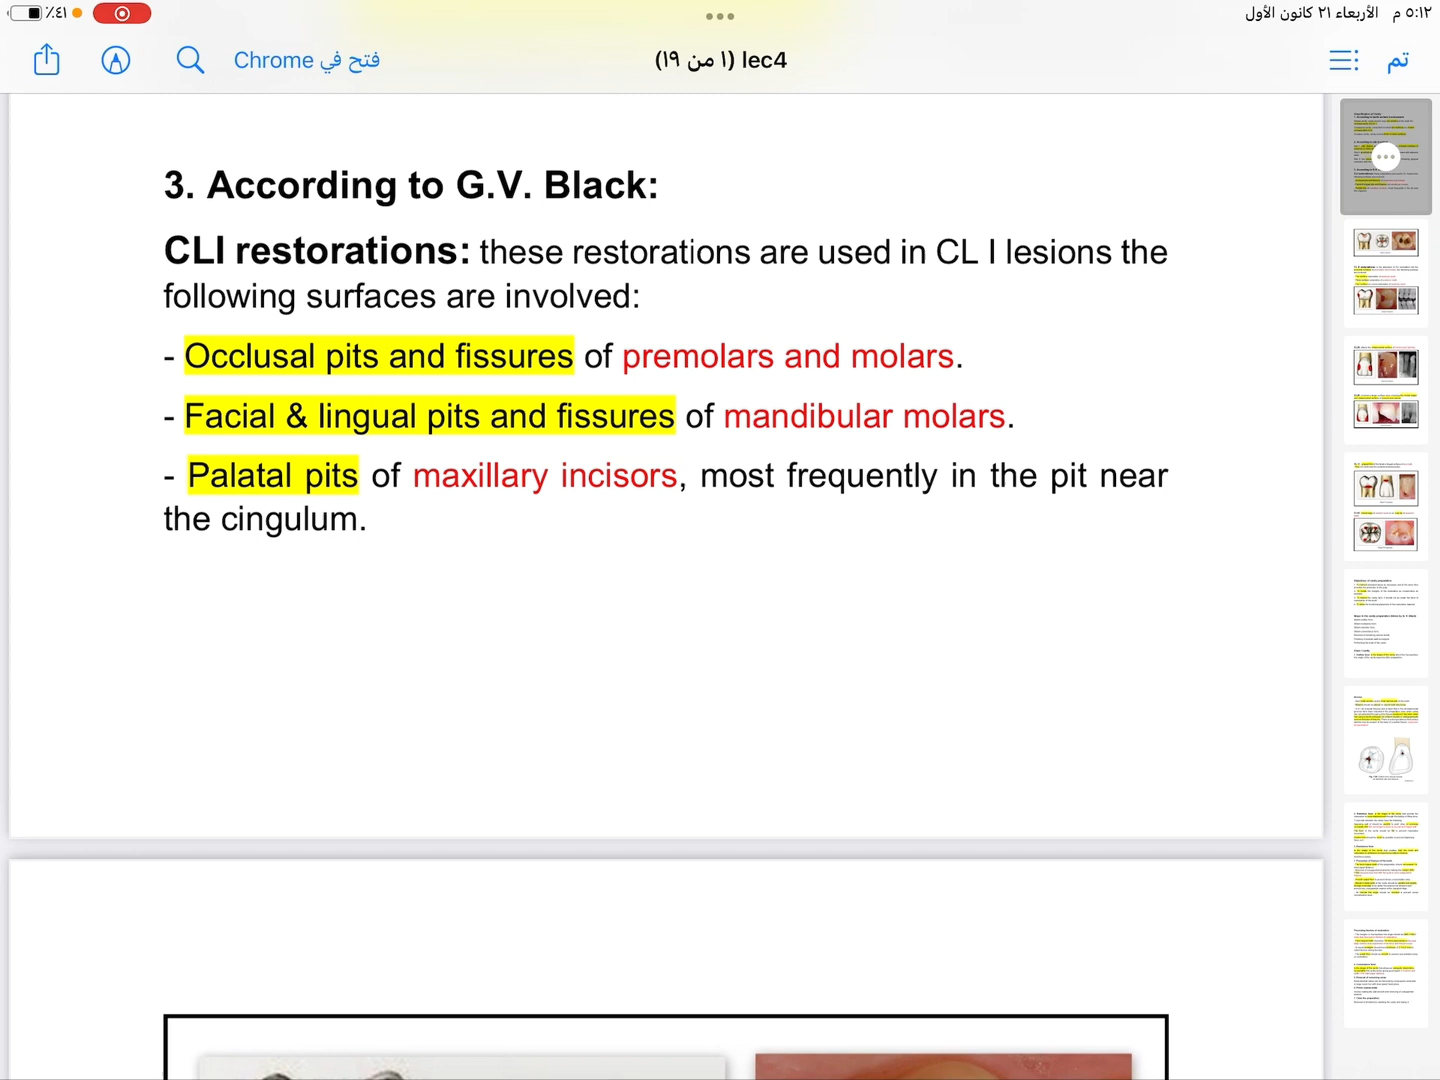 ٪٤١
٥:١٢ م الأربعاء ٢١ كانون الأول
فتح في Chrome
lec4 (١ من ١٩)
تم
3. According to G.V. Black:
CLI restorations: these restorations are used in CL I lesions the
following surfaces are involved:
- Occlusal pits and fissures of premolars and molars.
- Facial & lingual pits and fissures of mandibular molars.
- Palatal pits of maxillary incisors, most frequently in the pit near
the cingulum.